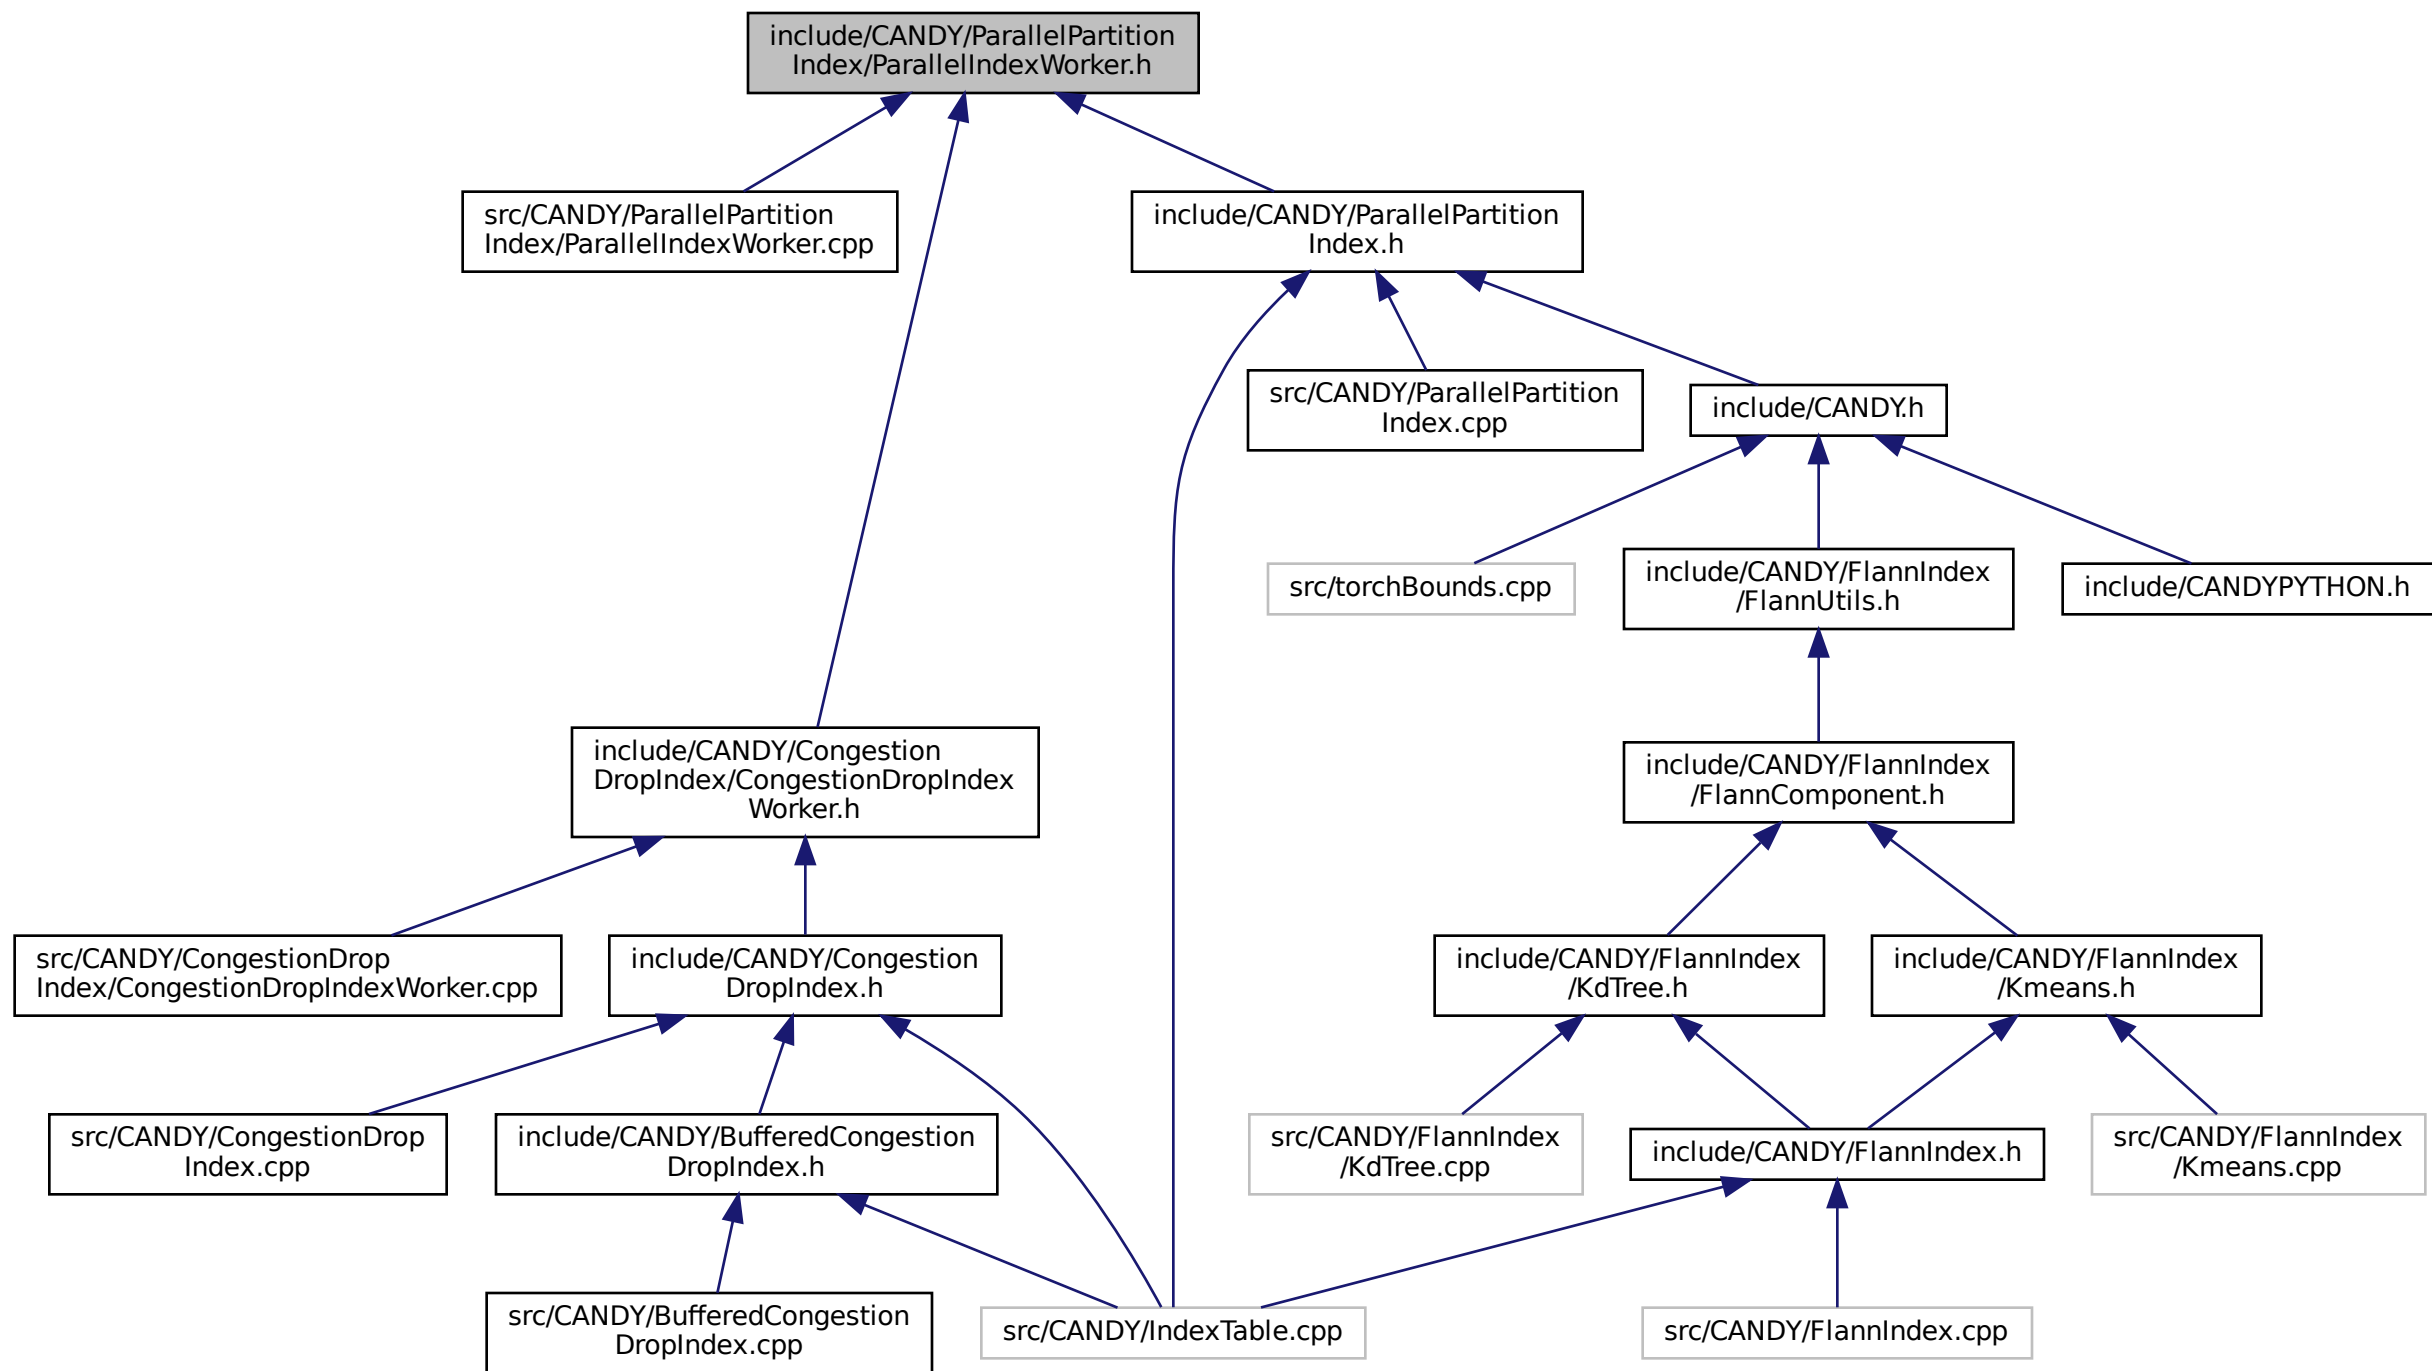 include/CANDY/ParallelPartition
Index/ParallelIndexWorker.h
src/CANDY/ParallelPartition
Index/ParallelIndexWorker.cpp
include/CANDY/ParallelPartition
Index.h
src/CANDY/ParallelPartition
Index.cpp
include/CANDY.h
src/torchBounds.cpp
include/CANDY/FlannIndex
/FlannUtils.h
include/CANDYPYTHON.h
include/CANDY/Congestion
DropIndex/CongestionDropIndex
Worker.h
include/CANDY/FlannIndex
/FlannComponent.h
src/CANDY/CongestionDrop
Index/CongestionDropIndexWorker.cpp
include/CANDY/Congestion
DropIndex.h
include/CANDY/FlannIndex
/KdTree.h
include/CANDY/FlannIndex
/Kmeans.h
src/CANDY/CongestionDrop
Index.cpp
include/CANDY/BufferedCongestion
DropIndex.h
src/CANDY/FlannIndex
/KdTree.cpp
include/CANDY/FlannIndex.h
src/CANDY/FlannIndex
/Kmeans.cpp
src/CANDY/BufferedCongestion
DropIndex.cpp
src/CANDY/IndexTable.cpp
src/CANDY/FlannIndex.cpp